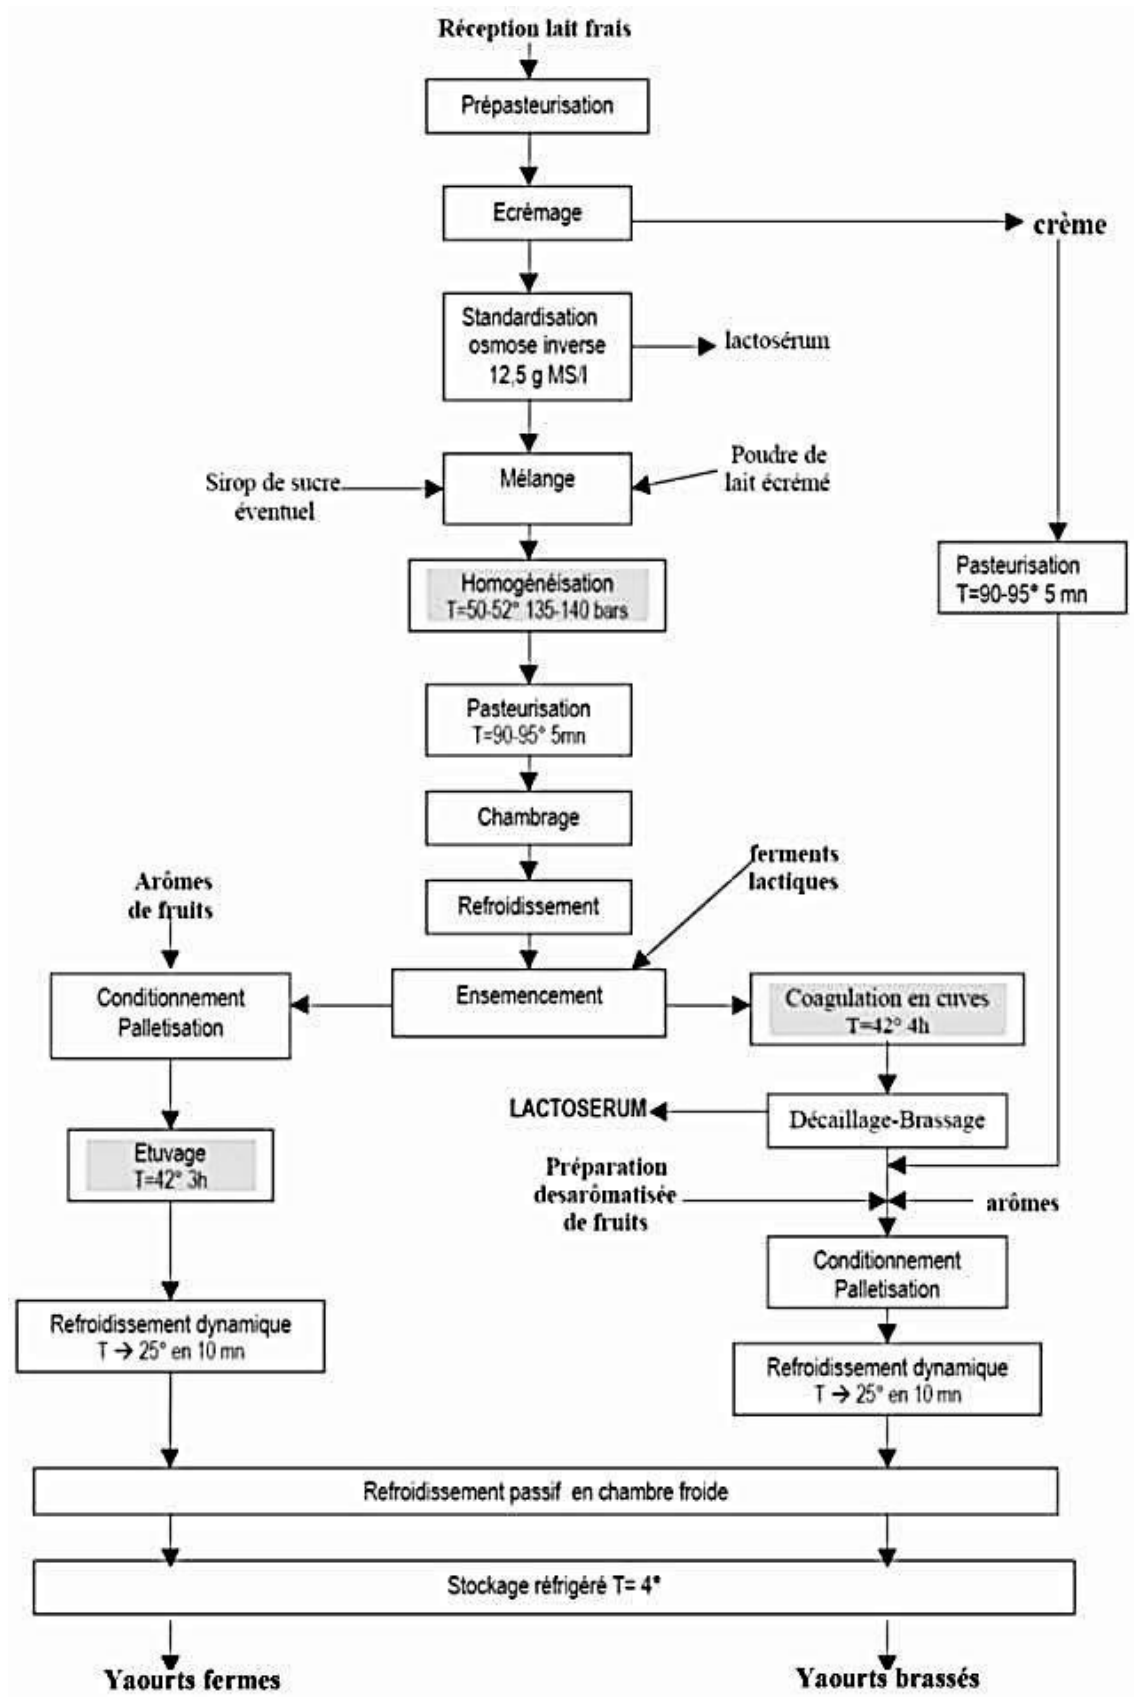 Réception lait frais
Prépasteurisation
Ecrémage
crème
Standardisation
osmose inverse
12,5 g MS/l
lactosérum
Mélange
Sirop de sucre
éventuel
Poudre de
lait écrémé
Homogénéisation
T=50-52° 135-140 bars
Pasteurisation
T=90-95° 5 mn
Pasteurisation
T=90-95° 5mn
Chambrage
ferments
lactiques
Arômes
de fruits
Refroidissement
Conditionnement
Palletisation
Ensemencement
Coagulation en cuves
T=42° 4h
LACTOSERUM
Décaillage-Brassage
Etuvage
T=42° 3h
Préparation
desarômatisée
de fruits
arômes
Conditionnement
Palletisation
Refroidissement dynamique
T → 25° en 10 mn
Refroidissement dynamique
T → 25° en 10 mn
Refroidissement passif en chambre froide
Stockage réfrigéré T= 4°
Yaourts fermes
Yaourts brassés